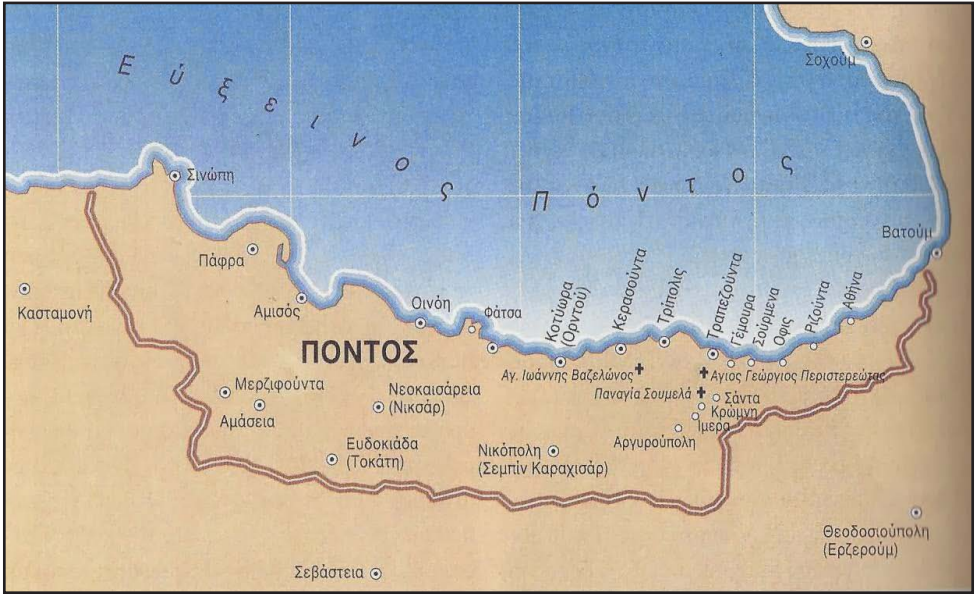 Εύξεινος Πόντος
Σοχούμ
Σινώπη
Βατούμ
Πάφρα
Κασταμονή
Αμισός
Οινόη
Φάτσα
Κοτύωρα
(Ορντού)
Κερασούντα
Τρίπολις
Τραπεζούντα
Γέμουρα
Σούρμενα
Οφις
Ριζούντα
Αθήνα
ΠΟΝΤΟΣ
Αγ. Ιωάννης Βαζελώνος
Αγιος Γεώργιος Περιστερεώτας
Μερζιφούντα
Νεοκαισάρεια
(Νικσάρ)
Παναγία Σουμελά
Σάντα
Κρώμνη
Ίμερα
Αμάσεια
Αργυρούπολη
Ευδοκιάδα
(Τοκάτη)
Νικόπολη
(Σεμπίν Καραχισάρ)
Θεοδοσιούπολη
(Ερζερούμ)
Σεβάστεια